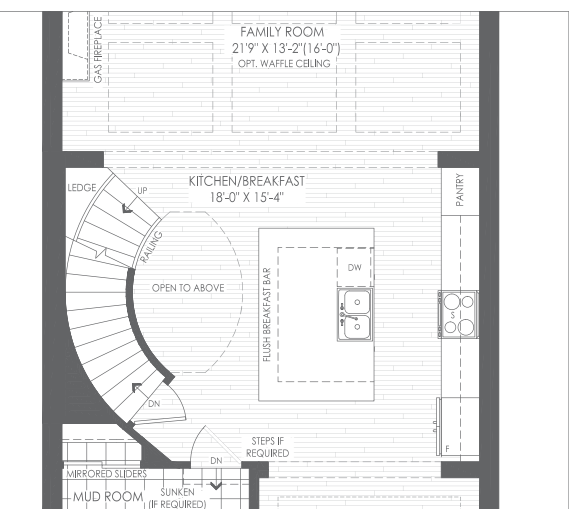 GAS FIREPLACE
FAMILY ROOM
21'9" X 13'-2"(16'-0")
OPT. WAFFLE CEILING
KITCHEN/BREAKFAST
18'-0" X 15'-4"
LEDGE
UP
PANTRY
RAILING
OPEN TO ABOVE
DW
FLUSH BREAKFAST BAR
S
DN
STEPS IF
REQUIRED
F
DN
MIRRORED SLIDERS
MUD ROOM
SUNKEN
(IF REQUIRED)